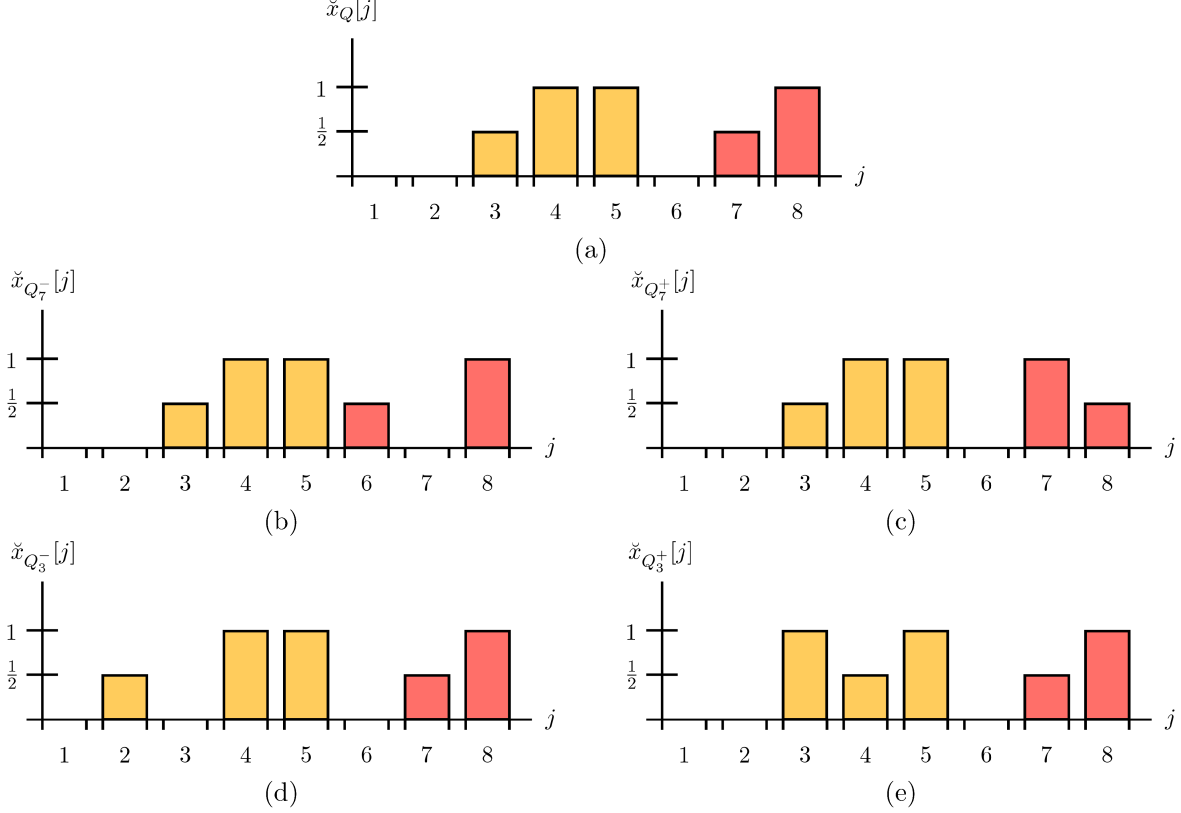 x̆_Q[j]
1
½
j
1 2 3 4 5 6 7 8
(a)
x̆_{Q_7^-}[j]
1
½
j
1 2 3 4 5 6 7 8
(b)
x̆_{Q_7^+}[j]
1
½
j
1 2 3 4 5 6 7 8
(c)
x̆_{Q_3^-}[j]
1
½
j
1 2 3 4 5 6 7 8
(d)
x̆_{Q_3^+}[j]
1
½
j
1 2 3 4 5 6 7 8
(e)